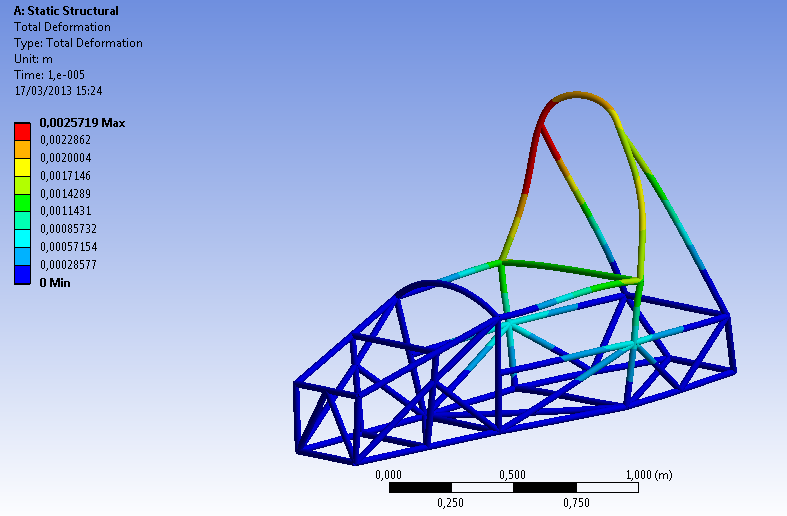 A: Static Structural
Total Deformation
Type: Total Deformation
Unit: m
Time: 1,e-005
17/03/2013 15:24
0,0025719 Max
0,0022862
0,0020004
0,0017146
0,0014289
0,0011431
0,00085732
0,00057154
0,00028577
0 Min
0,000 0,500 1,000 (m)
0,250 0,750